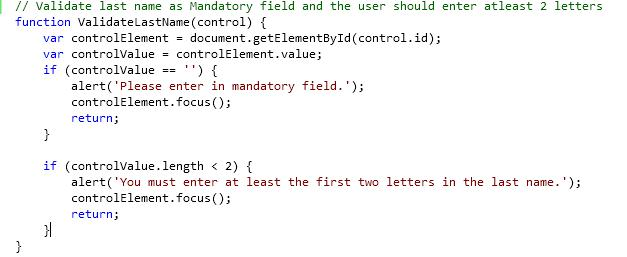 // Validate last name as Mandatory field and the user should enter atleast 2 letters
function ValidateLastName(control) {
    var controlElement = document.getElementById(control.id);
    var controlValue = controlElement.value;
    if (controlValue == '') {
        alert('Please enter in mandatory field.');
        controlElement.focus();
        return;
    }

    if (controlValue.length < 2) {
        alert('You must enter at least the first two letters in the last name.');
        controlElement.focus();
        return;
    }
}